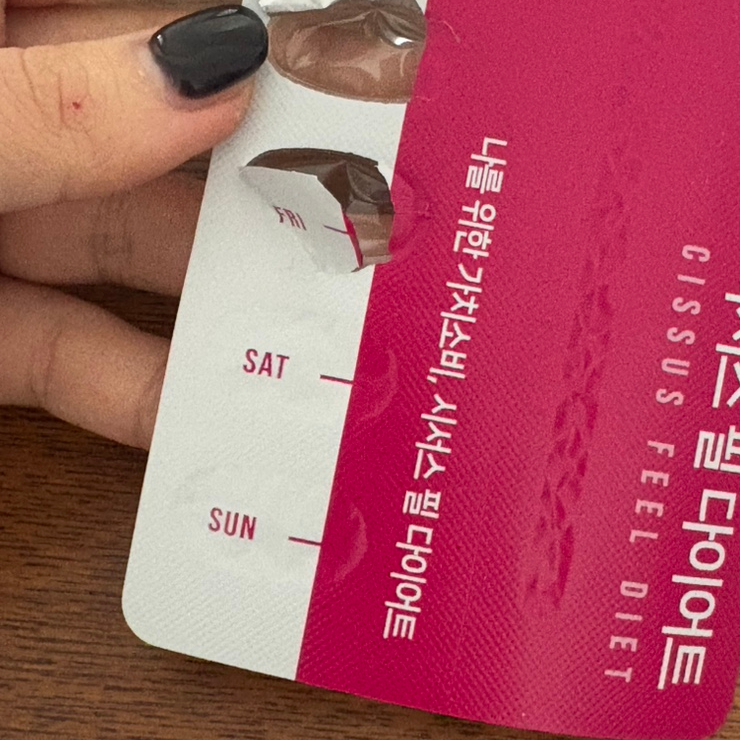 FRI
SAT
SUN
나를 위한 가치소비, 시서스 필 다이어트
CISSUS FEEL DIET
필 다이어트